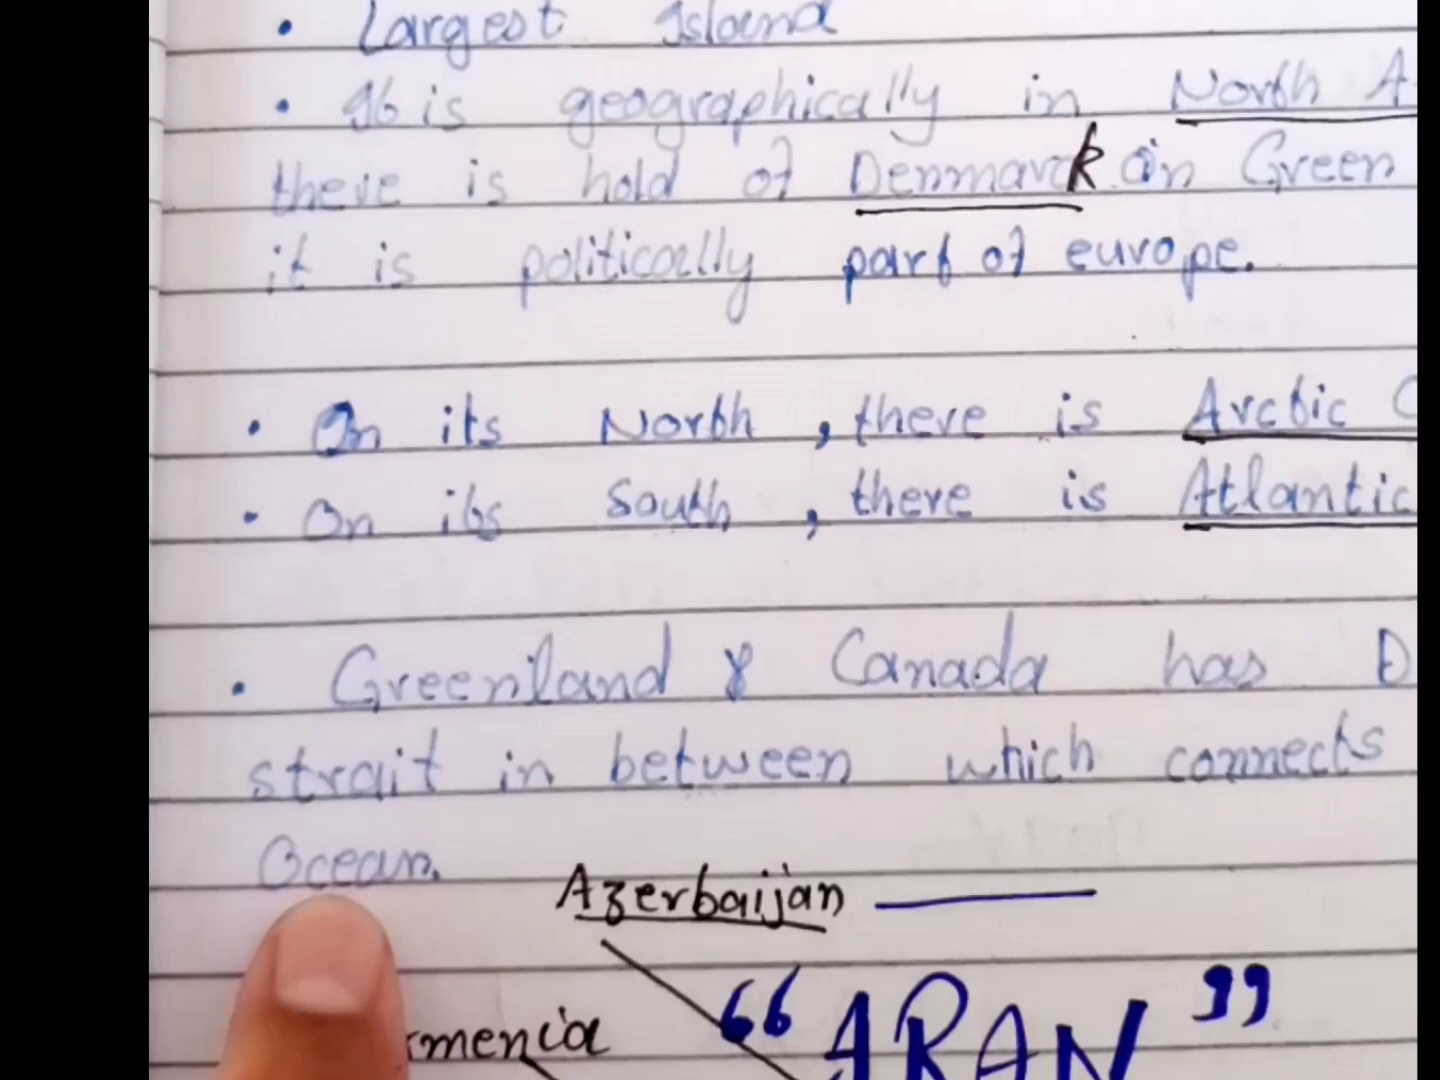 • Largest Island
• It is geographically in North A
there is hold of Denmark on Green
it is politically part of europe.
• On its North, there is Arctic O
• On its South, there is Atlantic
• Greenland & Canada has D
strait in between which connects
Ocean.
Azerbaijan
rmenia
“ARAN”